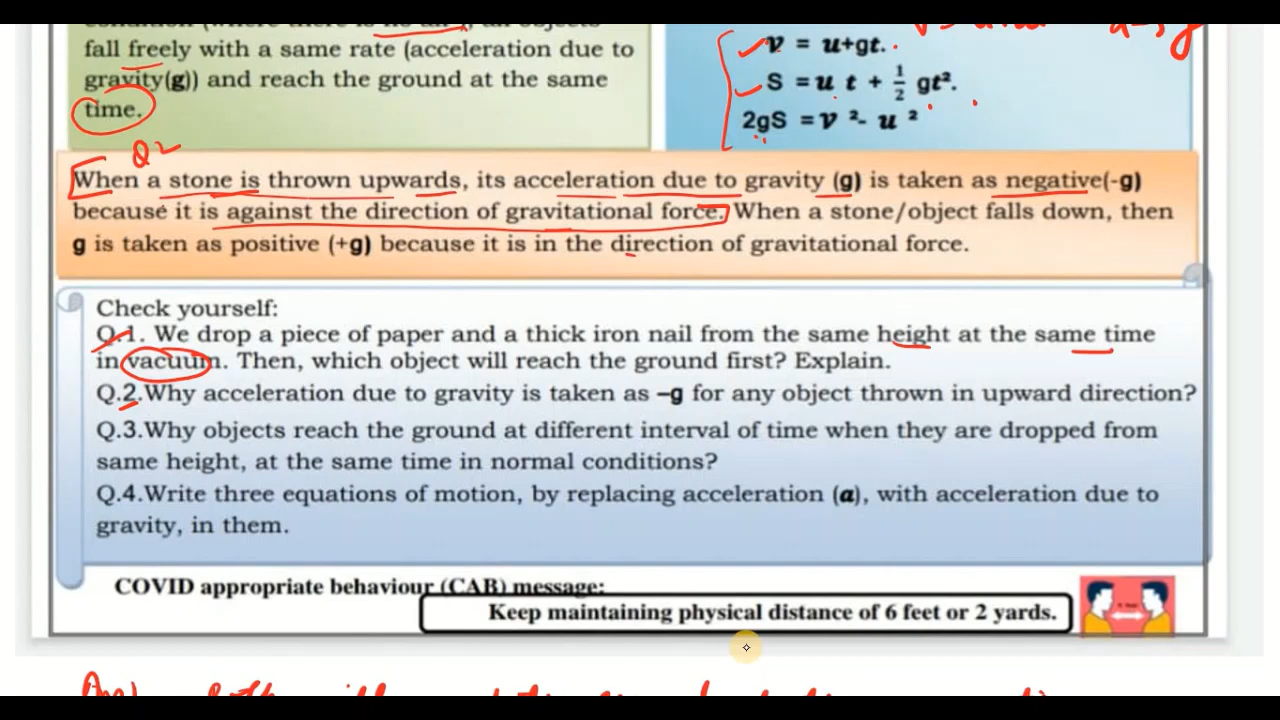 fall freely with a same rate (acceleration due to
gravity(g)) and reach the ground at the same
time.
v = u+gt.
S = u t + 1/2 gt².
2gS = v ²- u ²
Q2
When a stone is thrown upwards, its acceleration due to gravity (g) is taken as negative(-g)
because it is against the direction of gravitational force. When a stone/object falls down, then
g is taken as positive (+g) because it is in the direction of gravitational force.
Check yourself:
Q.1. We drop a piece of paper and a thick iron nail from the same height at the same time
in vacuum. Then, which object will reach the ground first? Explain.
Q.2.Why acceleration due to gravity is taken as –g for any object thrown in upward direction?
Q.3.Why objects reach the ground at different interval of time when they are dropped from
same height, at the same time in normal conditions?
Q.4.Write three equations of motion, by replacing acceleration (a), with acceleration due to
gravity, in them.
COVID appropriate behaviour (CAB) message:
Keep maintaining physical distance of 6 feet or 2 yards.